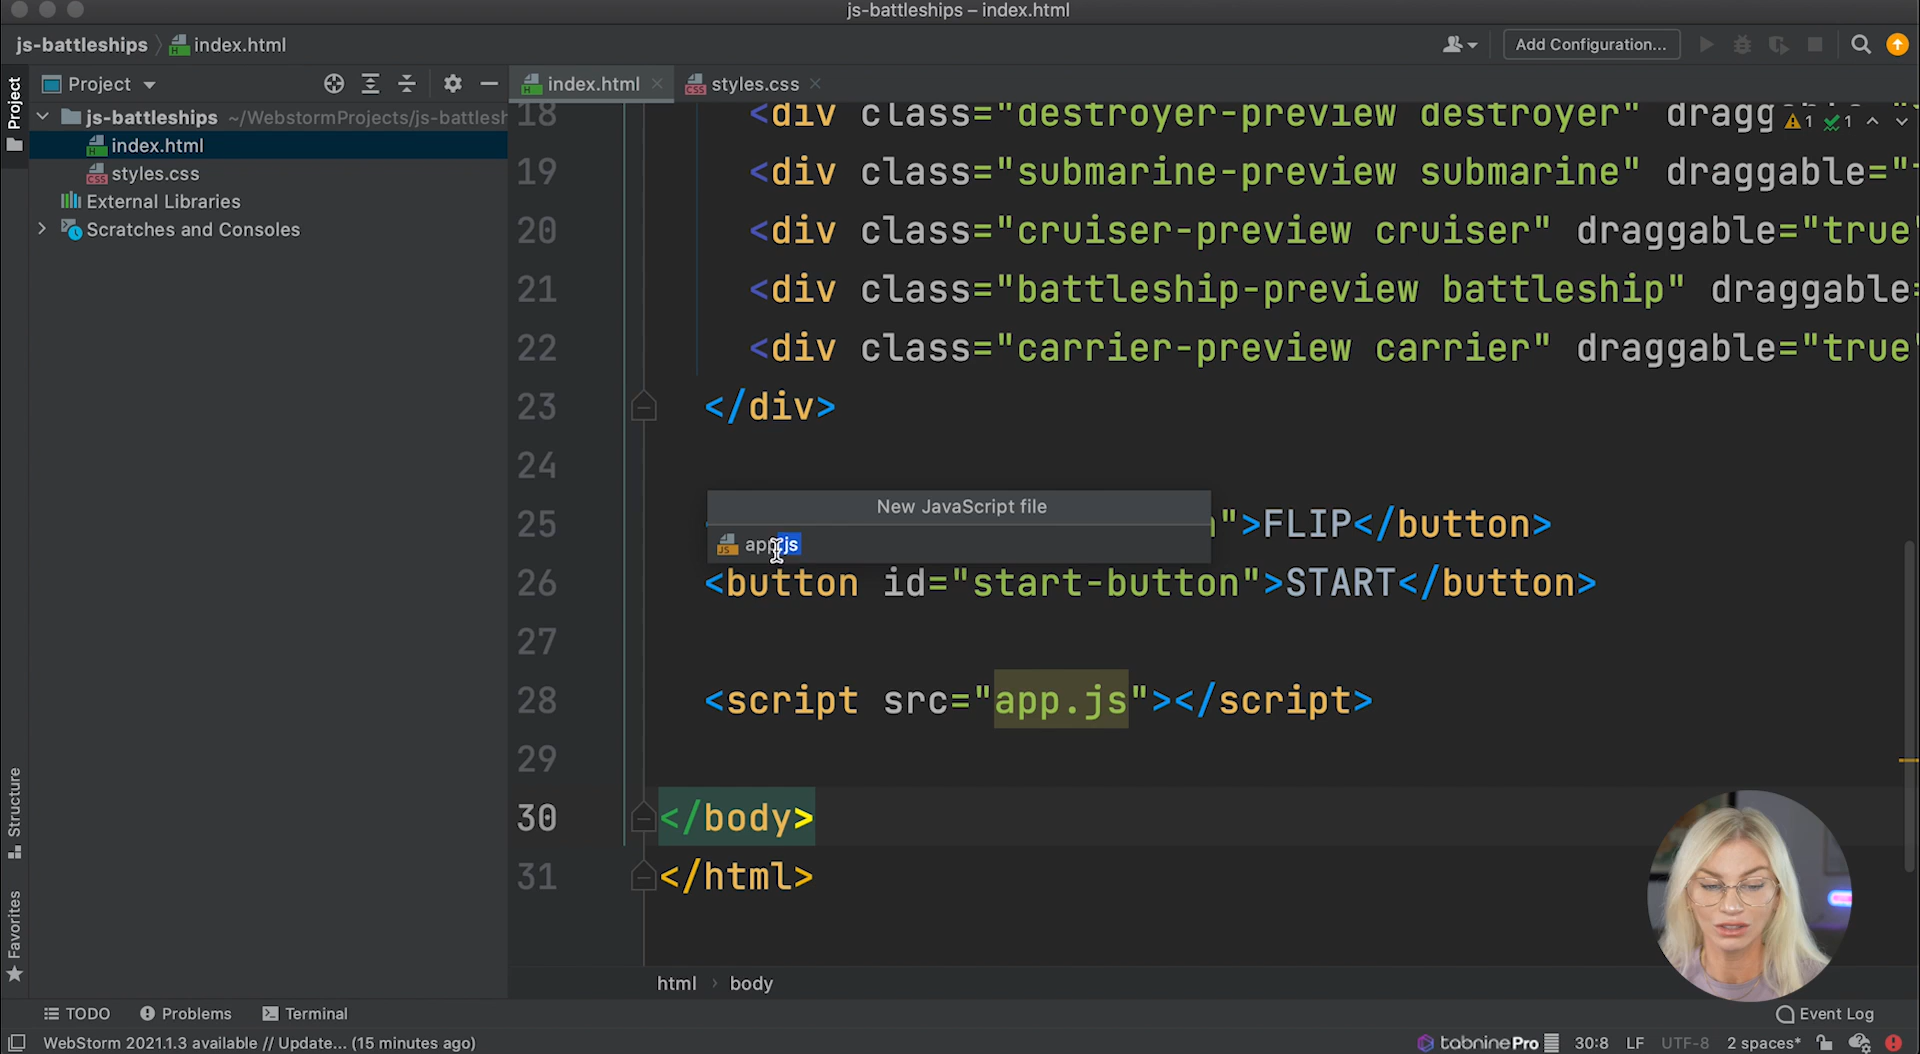 js-battleships – index.html
js-battleships
index.html
Add Configuration...
Project
Project
index.html
styles.css
js-battleships ~/WebstormProjects/js-battlesh
index.html
styles.css
External Libraries
Scratches and Consoles
18 <div class="destroyer-preview destroyer" dragg
1 1
19 <div class="submarine-preview submarine" draggable="
20 <div class="cruiser-preview cruiser" draggable="true"
21 <div class="battleship-preview battleship" draggable=
22 <div class="carrier-preview carrier" draggable="true"
23 </div>
24
New JavaScript file
25 ">FLIP</button>
app.js
26 <button id="start-button">START</button>
27
28 <script src="app.js"></script>
29
30 </body>
31 </html>
Structure
Favorites
html › body
TODO
Problems
Terminal
Event Log
WebStorm 2021.1.3 available // Update... (15 minutes ago)
tabninePro
30:8
LF
UTF-8
2 spaces*